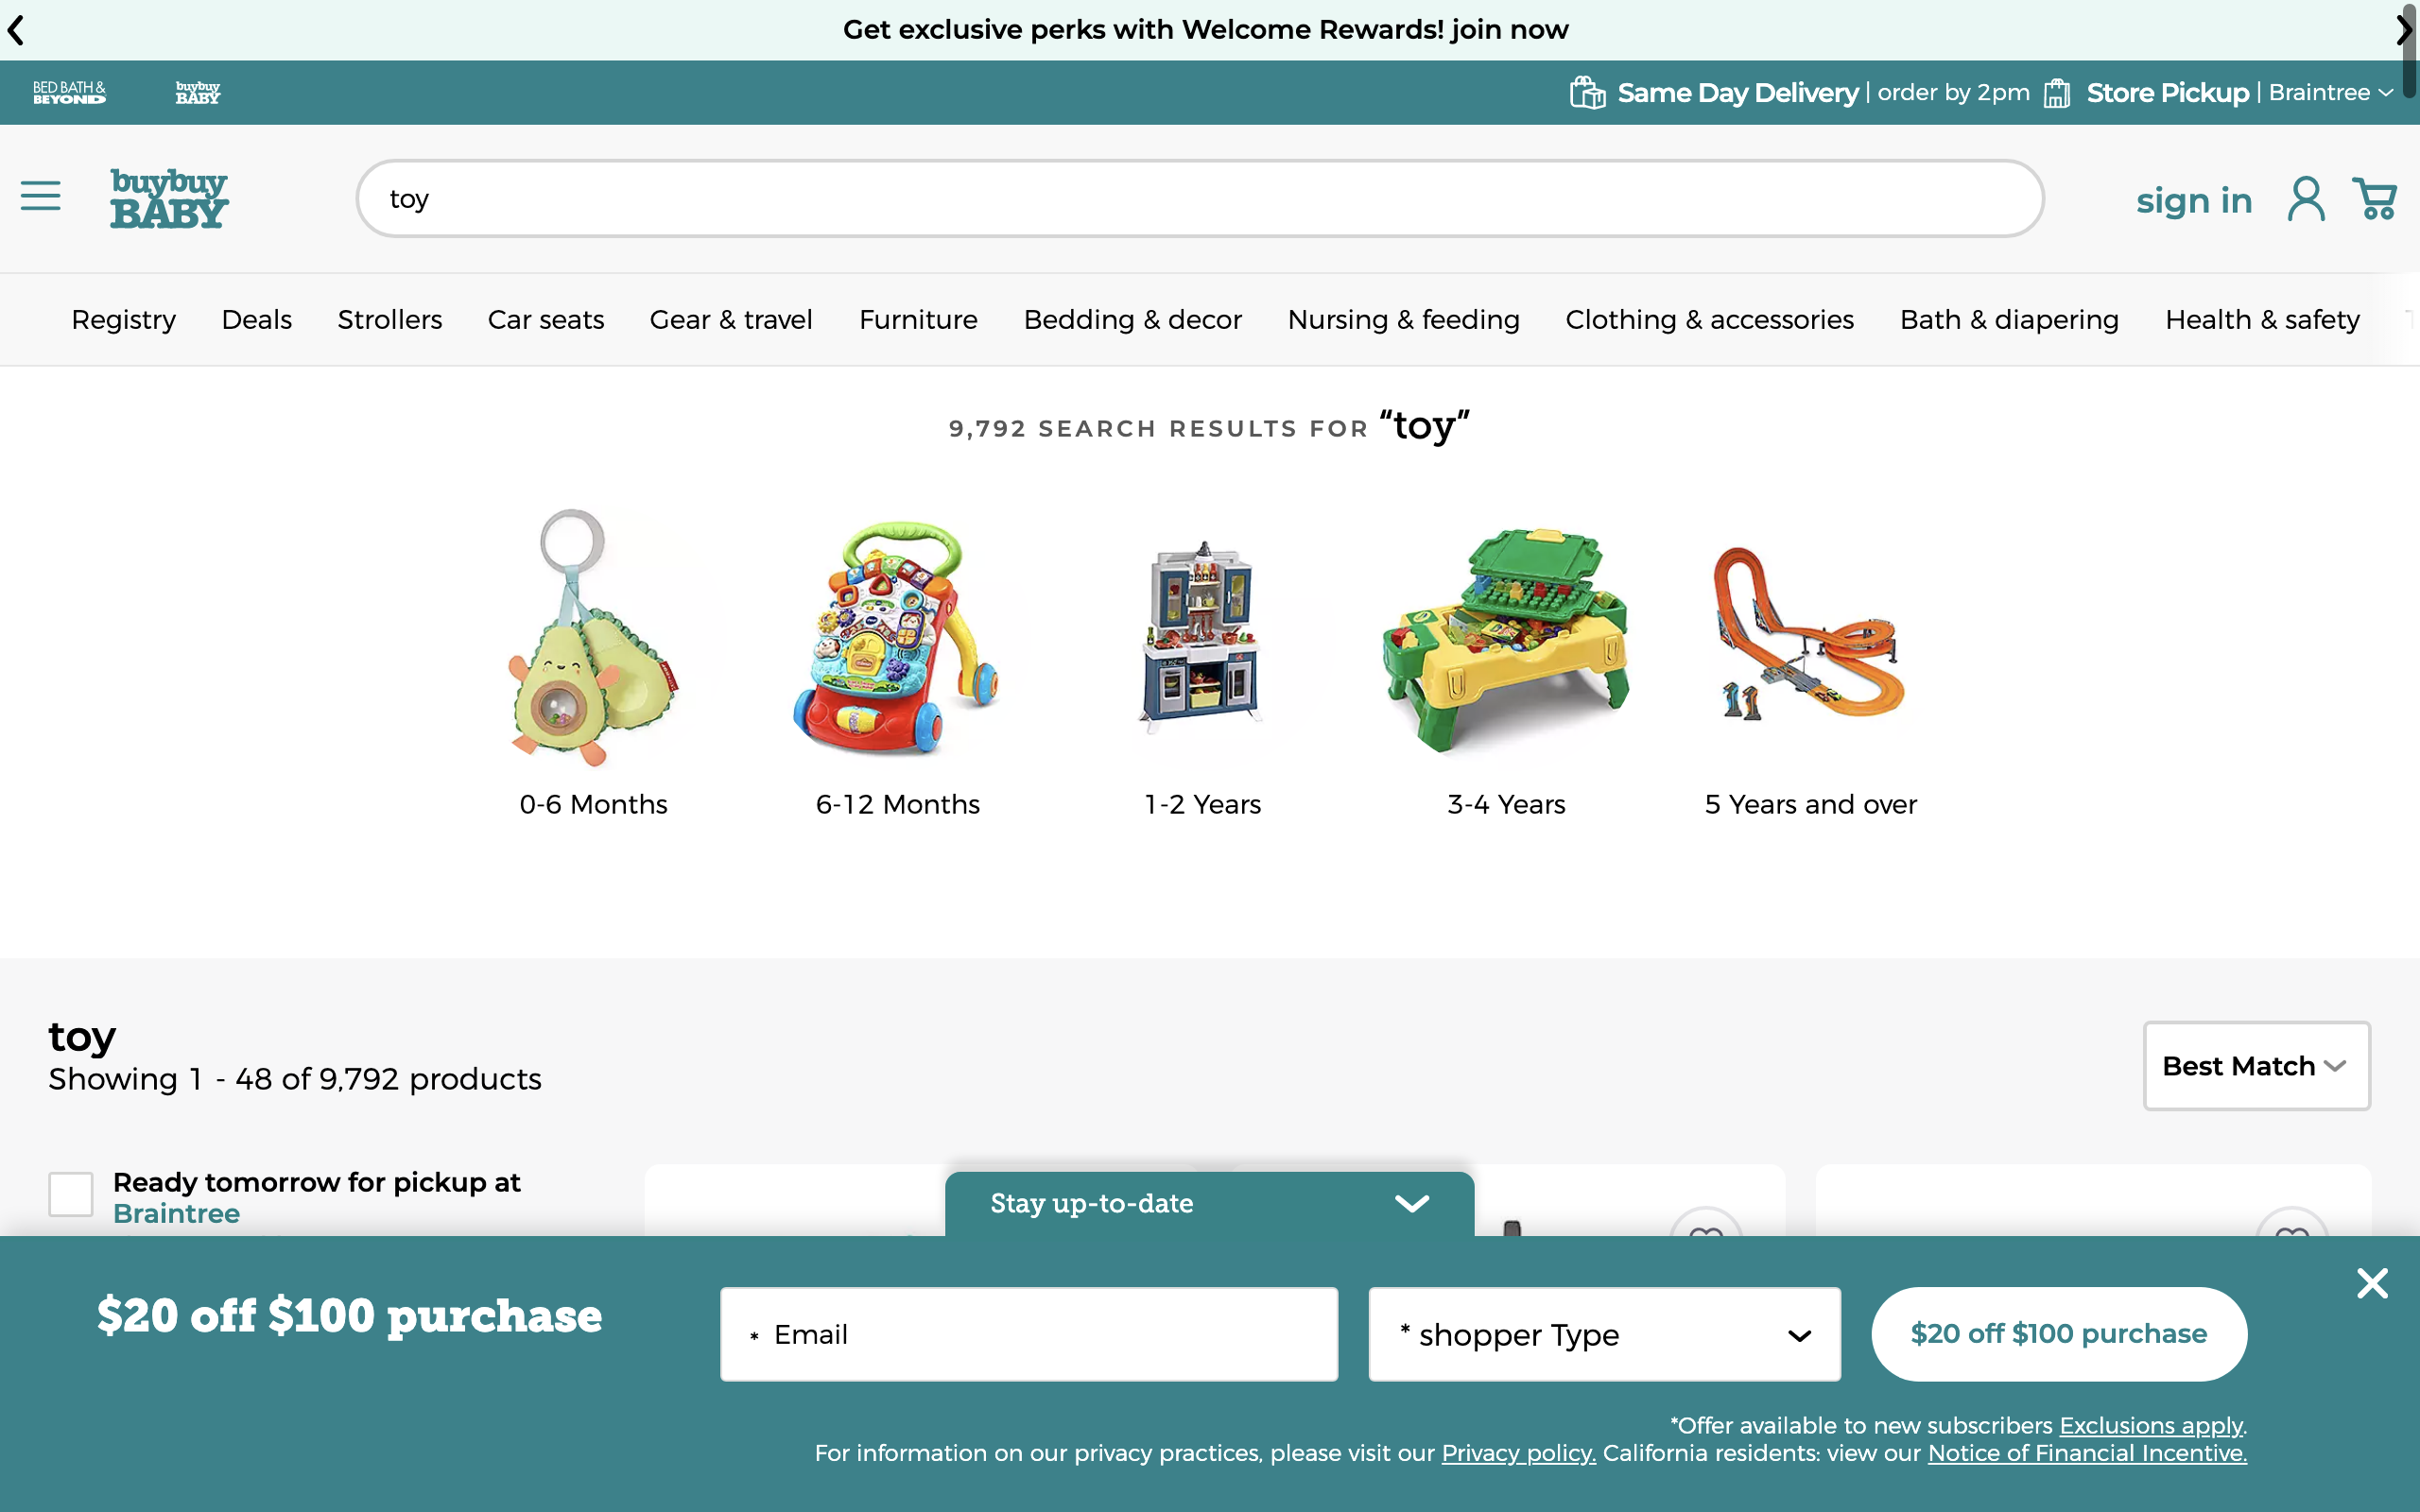 Get exclusive perks with Welcome Rewards! join now
BED BATH & BEYOND
buybuy BABY
Same Day Delivery | order by 2pm
Store Pickup | Braintree
buybuy BABY
toy
sign in
Registry Deals Strollers Car seats Gear & travel Furniture Bedding & decor Nursing & feeding Clothing & accessories Bath & diapering Health & safety
9,792 SEARCH RESULTS FOR “toy”
0-6 Months
6-12 Months
1-2 Years
3-4 Years
5 Years and over
toy
Showing 1 - 48 of 9,792 products
Best Match
Ready tomorrow for pickup at
Braintree
Stay up-to-date
$20 off $100 purchase
* Email
* shopper Type
$20 off $100 purchase
*Offer available to new subscribers Exclusions apply.
For information on our privacy practices, please visit our Privacy policy. California residents: view our Notice of Financial Incentive.